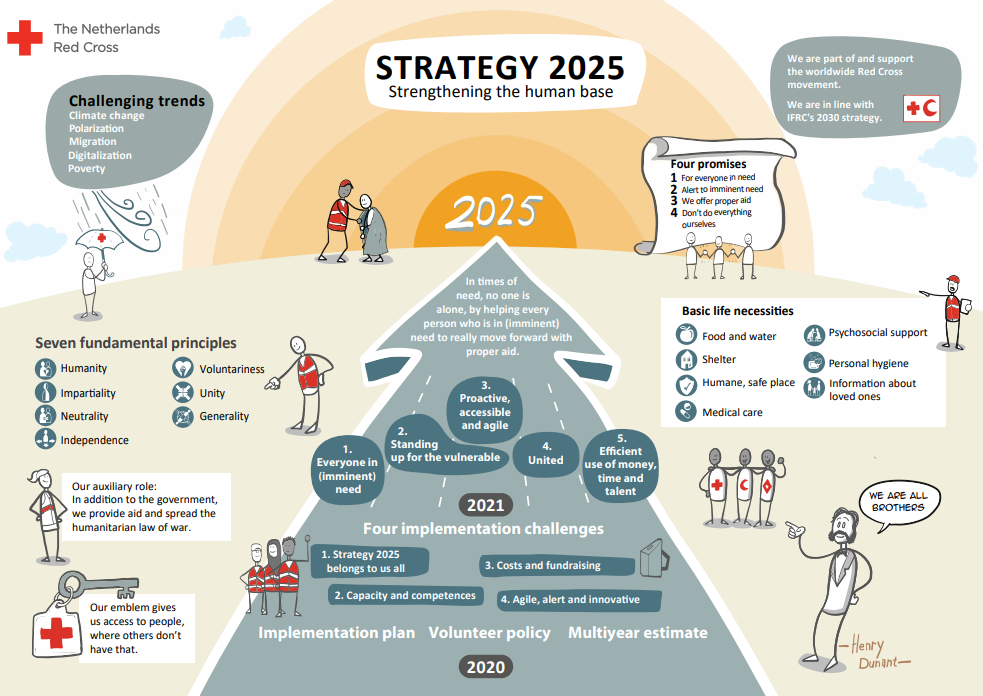 The Netherlands
Red Cross
STRATEGY 2025
Strengthening the human base
We are part of and support
the worldwide Red Cross
movement.
We are in line with
IFRC's 2030 strategy.
Challenging trends
Climate change
Polarization
Migration
Digitalization
Poverty
Four promises
1 For everyone in need
2 Alert to imminent need
3 We offer proper aid
4 Don't do everything
ourselves
2025
In times of
need, no one is
alone, by helping every
person who is in (imminent)
need to really move forward with
proper aid.
Basic life necessities
Food and water
Shelter
Humane, safe place
Medical care
Psychosocial support
Personal hygiene
Information about
loved ones
Seven fundamental principles
Humanity
Impartiality
Neutrality
Independence
Voluntariness
Unity
Generality
1.
Everyone in
(imminent)
need
2.
Standing
up for the vulnerable
3.
Proactive,
accessible
and agile
4.
United
5.
Efficient
use of money,
time and
talent
2021
Our auxiliary role:
In addition to the government,
we provide aid and spread the
humanitarian law of war.
WE ARE ALL
BROTHERS
Four implementation challenges
1. Strategy 2025
belongs to us all
2. Capacity and competences
3. Costs and fundraising
4. Agile, alert and innovative
Our emblem gives
us access to people,
where others don't
have that.
Implementation plan Volunteer policy Multiyear estimate
2020
—Henry
Dunant—